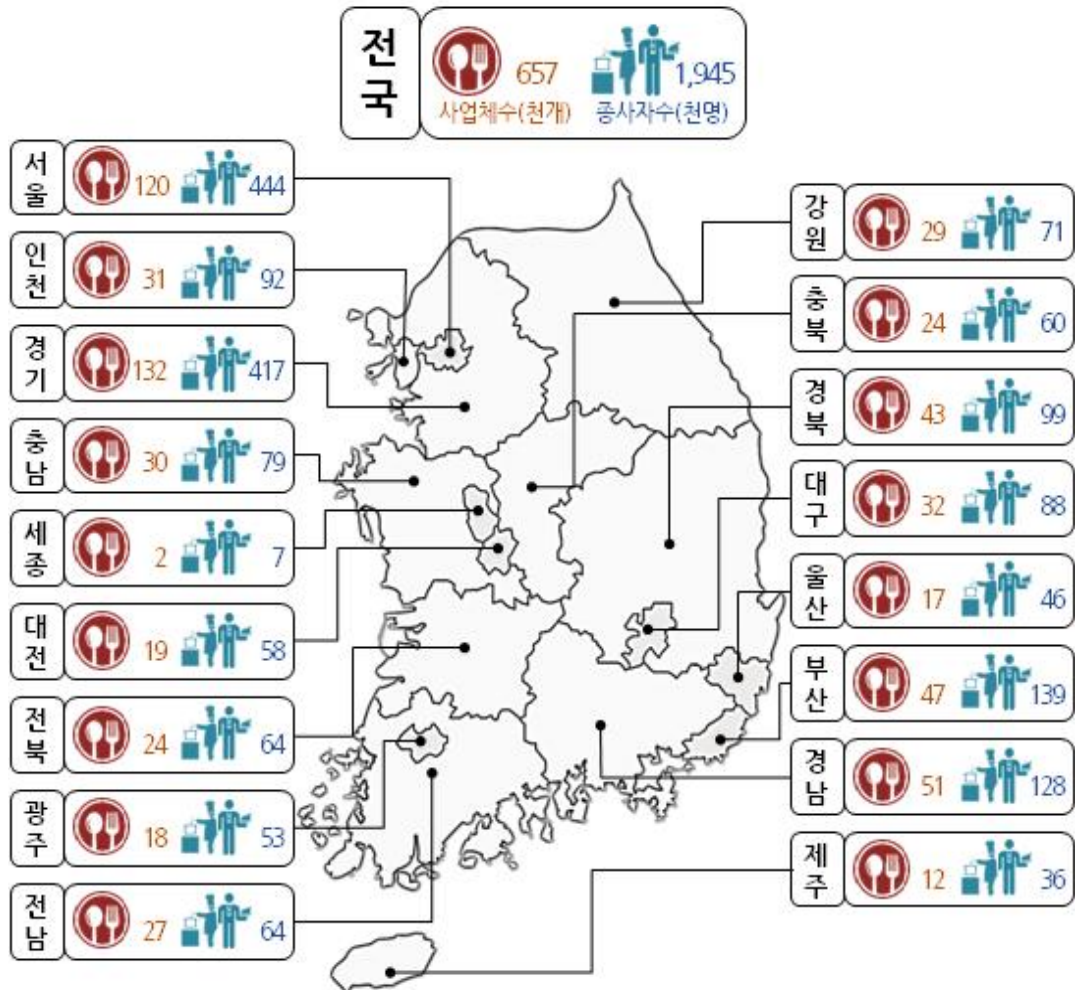 전국
657
1,945
사업체수(천개)
종사자수(천명)
서울
120
444
인천
31
92
경기
132
417
충남
30
79
세종
2
7
대전
19
58
전북
24
64
광주
18
53
전남
27
64
강원
29
71
충북
24
60
경북
43
99
대구
32
88
울산
17
46
부산
47
139
경남
51
128
제주
12
36